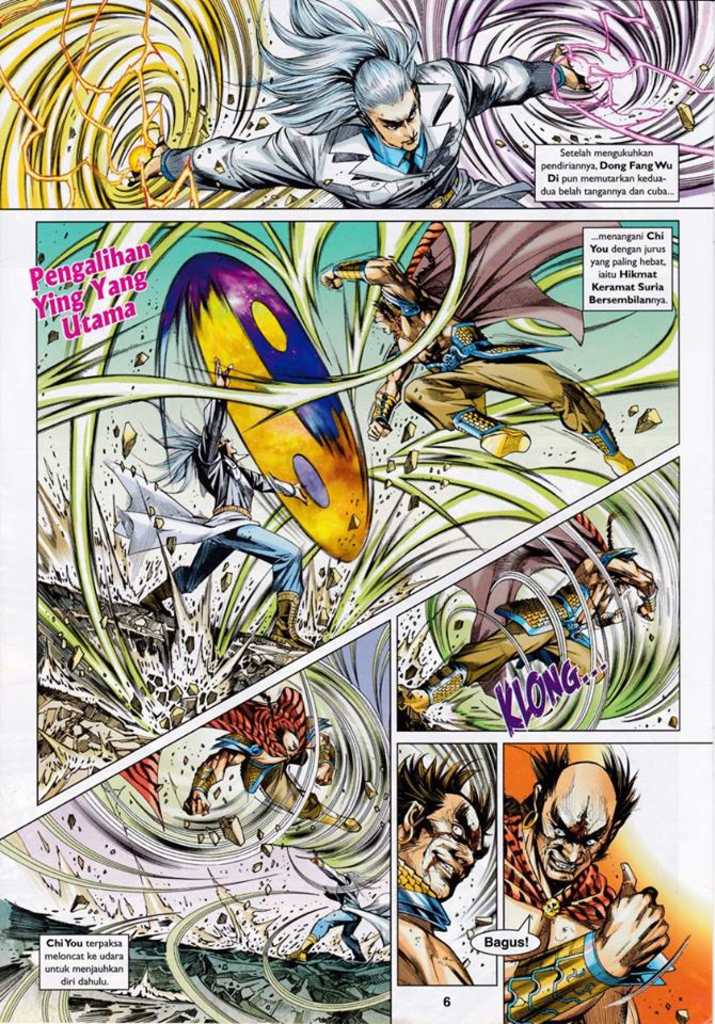 Setelah mengukuhkan
pendiriannya, Dong Fang Wu
Di pun memutarkan kedua-
dua belah tangannya dan cuba...
Pengalihan
Ying Yang
Utama
...menangani Chi
You dengan jurus
yang paling hebat,
iaitu Hikmat
Keramat Suria
Bersembilannya.
KLONG...
Chi You terpaksa
meloncat ke udara
untuk menjauhkan
diri dahulu.
Bagus!
6